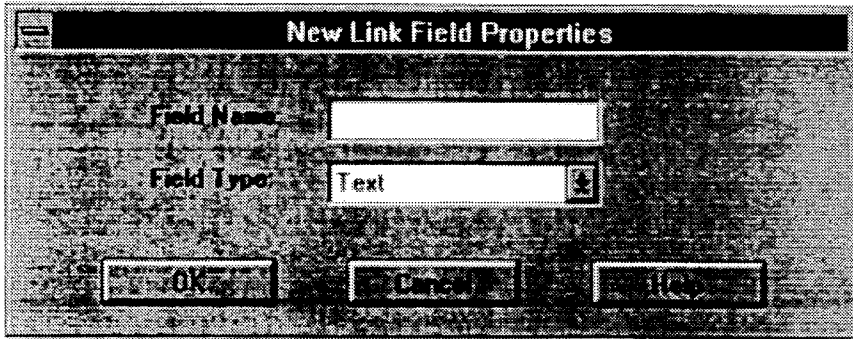 New Link Field Properties
Field Name:
Field Type: Text
OK Cancel Help